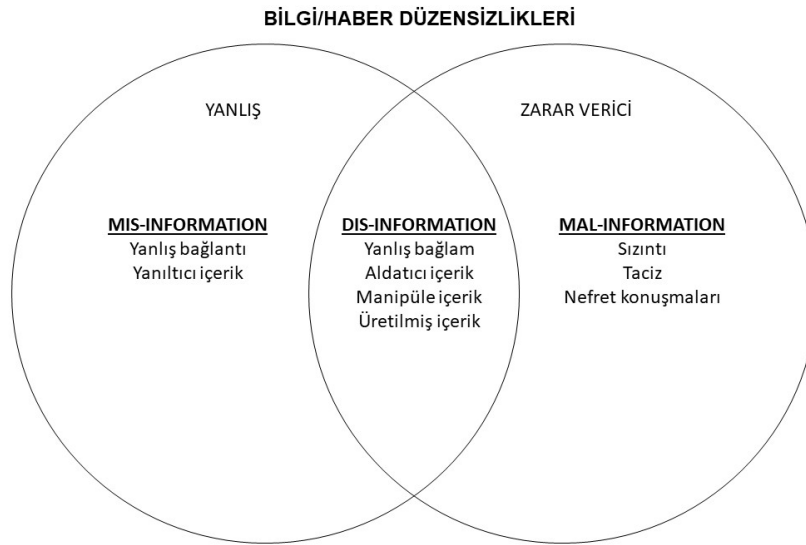 BİLGİ/HABER DÜZENSİZLİKLERİ
YANLIŞ
ZARAR VERİCİ
MIS-INFORMATION
Yanlış bağlantı
Yanıltıcı içerik
DIS-INFORMATION
Yanlış bağlam
Aldatıcı içerik
Manipüle içerik
Üretilmiş içerik
MAL-INFORMATION
Sızıntı
Taciz
Nefret konuşmaları